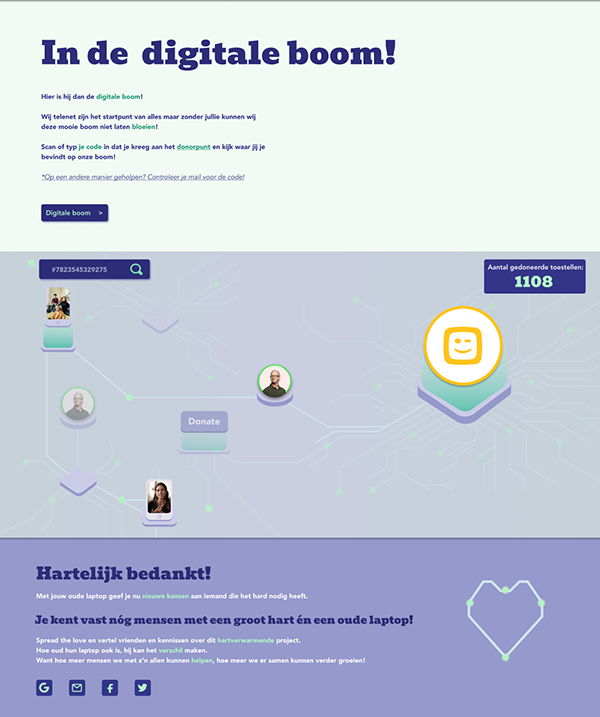 In de digitale boom!
Hier is hij dan de digitale boom!
Wij telenet zijn het startpunt van alles maar zonder jullie kunnen wij
deze mooie boom niet laten bloeien!
Scan of typ je code in dat je kreeg aan het donorpunt en kijk waar jij je
bevindt op onze boom!
*Op een andere manier geholpen? Controleer je mail voor de code!
Digitale boom >
#7823545329275
Aantal gedoneerde toestellen:
1108
Donate
Hartelijk bedankt!
Met jouw oude laptop geef je nu nieuwe kansen aan iemand die het hard nodig heeft.
Je kent vast nóg mensen met een groot hart én een oude laptop!
Spread the love en vertel vrienden en kennissen over dit hartverwarmende project.
Hoe oud hun laptop ook is, hij kan het verschil maken.
Want hoe meer mensen we met z'n allen kunnen helpen, hoe meer we er samen kunnen verder groeien!